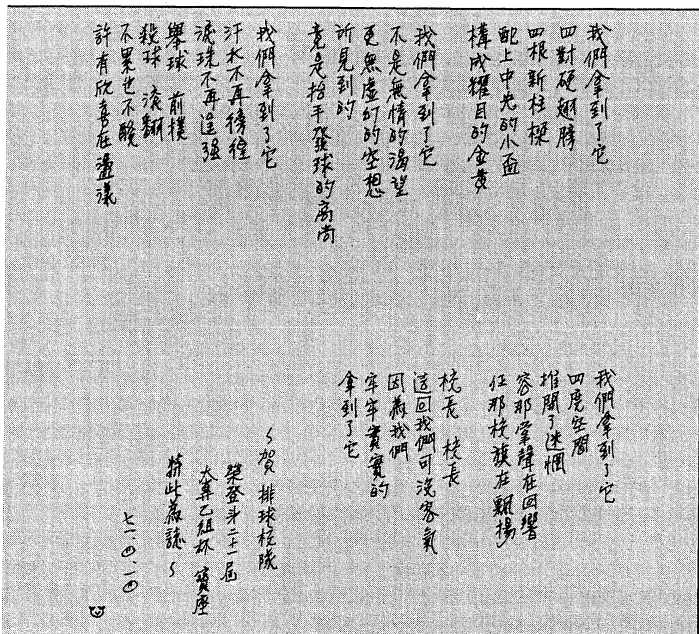 我們拿到了它
四對硬翅膀
四根新柱樑
配上中允的小盃
構成耀目的金黃
我們拿到了它
不是無情的渴望
更無虛幻的空想
所見到的
竟是抬手發球的高尚
我們拿到了它
汗水不再徬徨
淚珠不再逞强
舉球 前撲
殺球 滾翻
不累也不酸
許有欣喜在盪漾
我們拿到了它
四度空間
推開了迷惘
容那掌聲在回響
任那校旗在飄揚
校長 校長
這回我們可沒客氣
因為我們
牢牢實實的
拿到了它
～賀 排球校隊
榮登 二十一屆
大專乙組杯 寶座
特此為誌～
七一.四.一四